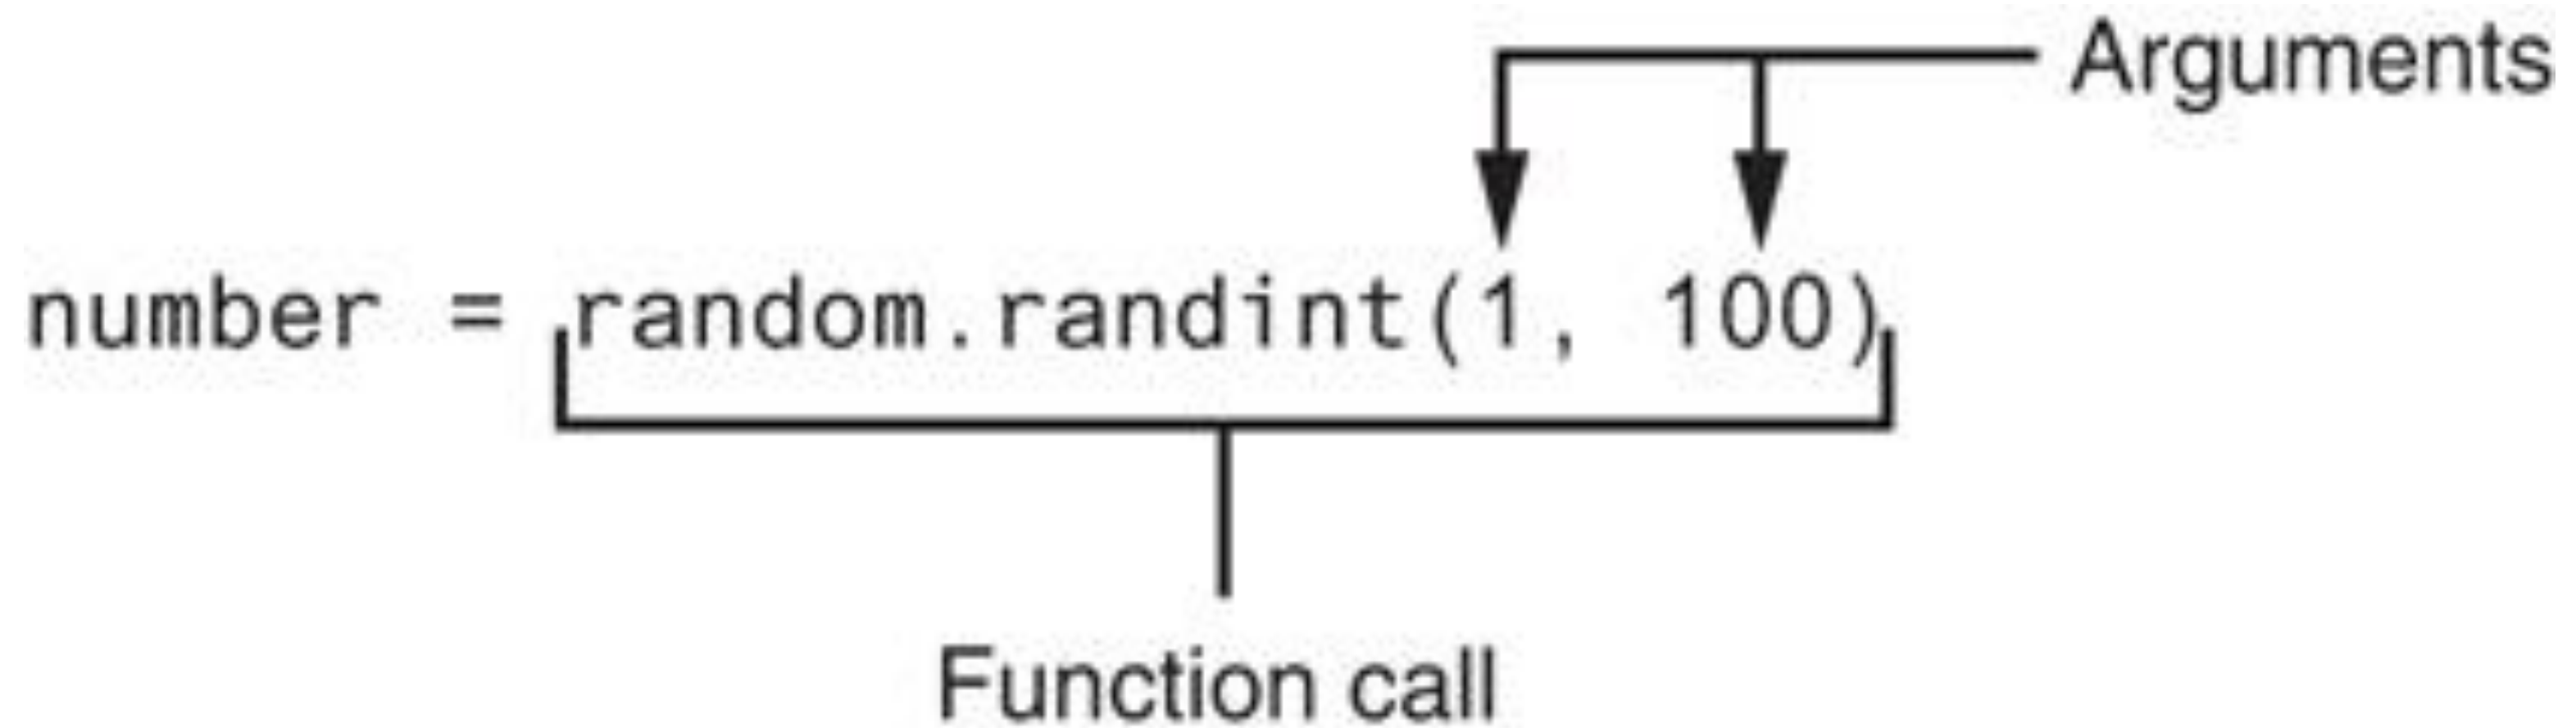 Arguments
number = random.randint(1, 100)
Function call